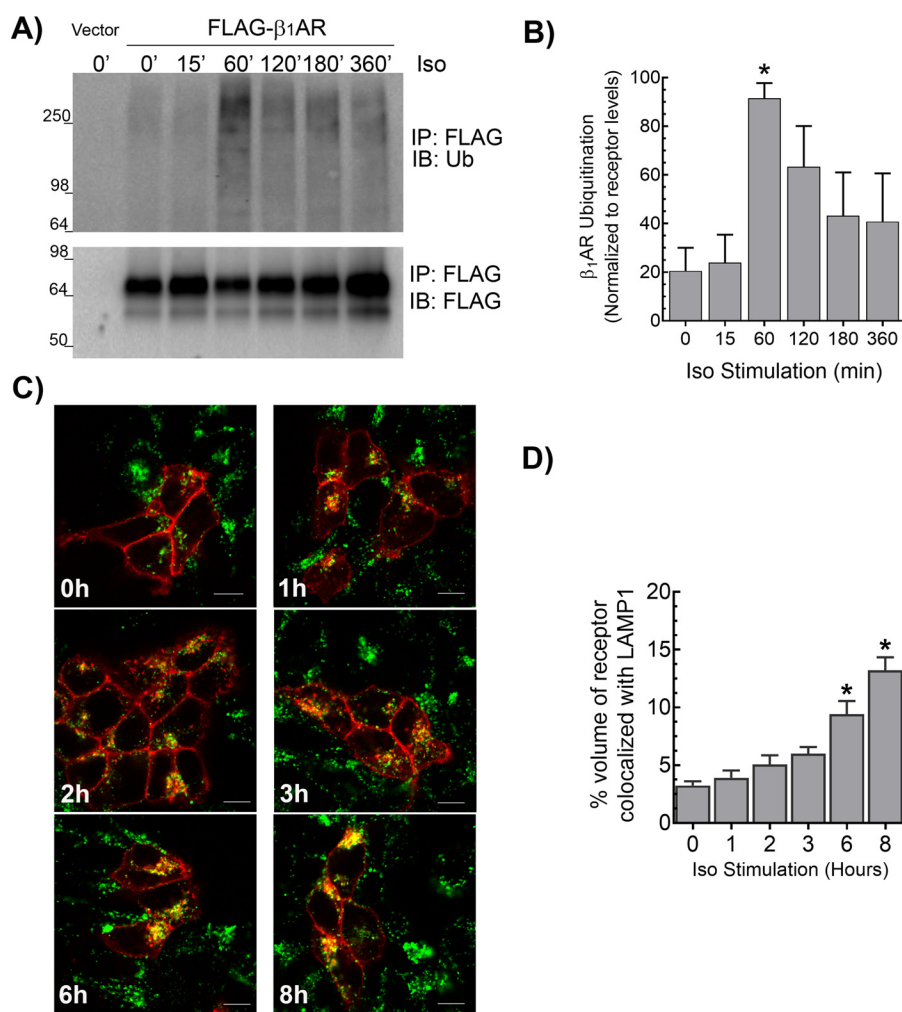 A)
Vector
FLAG-β1AR
0' 0' 15' 60' 120' 180' 360' Iso
250
98
64
IP: FLAG
IB: Ub
98
64
50
IP: FLAG
IB: FLAG
B)
β1AR Ubiquitination
(Normalized to receptor levels)
100
80
60
40
20
0
*
0 15 60 120 180 360
Iso Stimulation (min)
C)
0h
1h
2h
3h
6h
8h
D)
% volume of receptor
colocalized with LAMP1
20
15
10
5
0
*
*
0 1 2 3 6 8
Iso Stimulation (Hours)